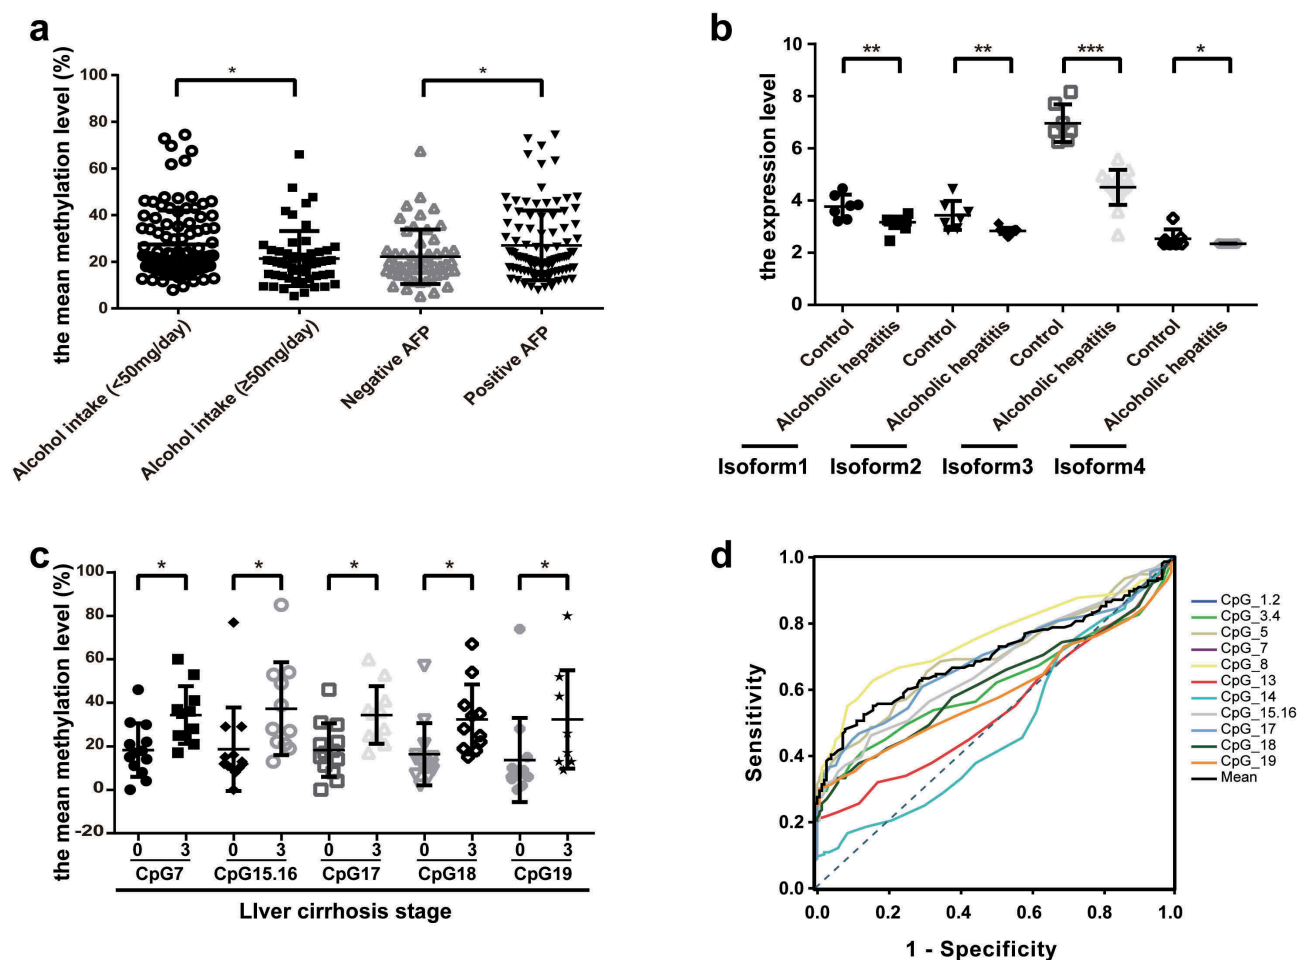 a
the mean methylation level (%)
100
80
60
40
20
0
*
*
Alcohol intake (<50mg/day)
Alcohol intake (≥50mg/day)
Negative AFP
Positive AFP
b
the expression level
10
8
6
4
2
0
**
**
***
*
Control
Alcoholic hepatitis
Control
Alcoholic hepatitis
Control
Alcoholic hepatitis
Control
Alcoholic hepatitis
Isoform1
Isoform2
Isoform3
Isoform4
c
the mean methylation level (%)
100
80
60
40
20
0
-20
*
*
*
*
*
0 3 0 3 0 3 0 3 0 3
CpG7 CpG15.16 CpG17 CpG18 CpG19
LIver cirrhosis stage
d
Sensitivity
1.0
0.8
0.6
0.4
0.2
0.0
0.0 0.2 0.4 0.6 0.8 1.0
1 - Specificity
CpG_1.2
CpG_3.4
CpG_5
CpG_7
CpG_8
CpG_13
CpG_14
CpG_15.16
CpG_17
CpG_18
CpG_19
Mean